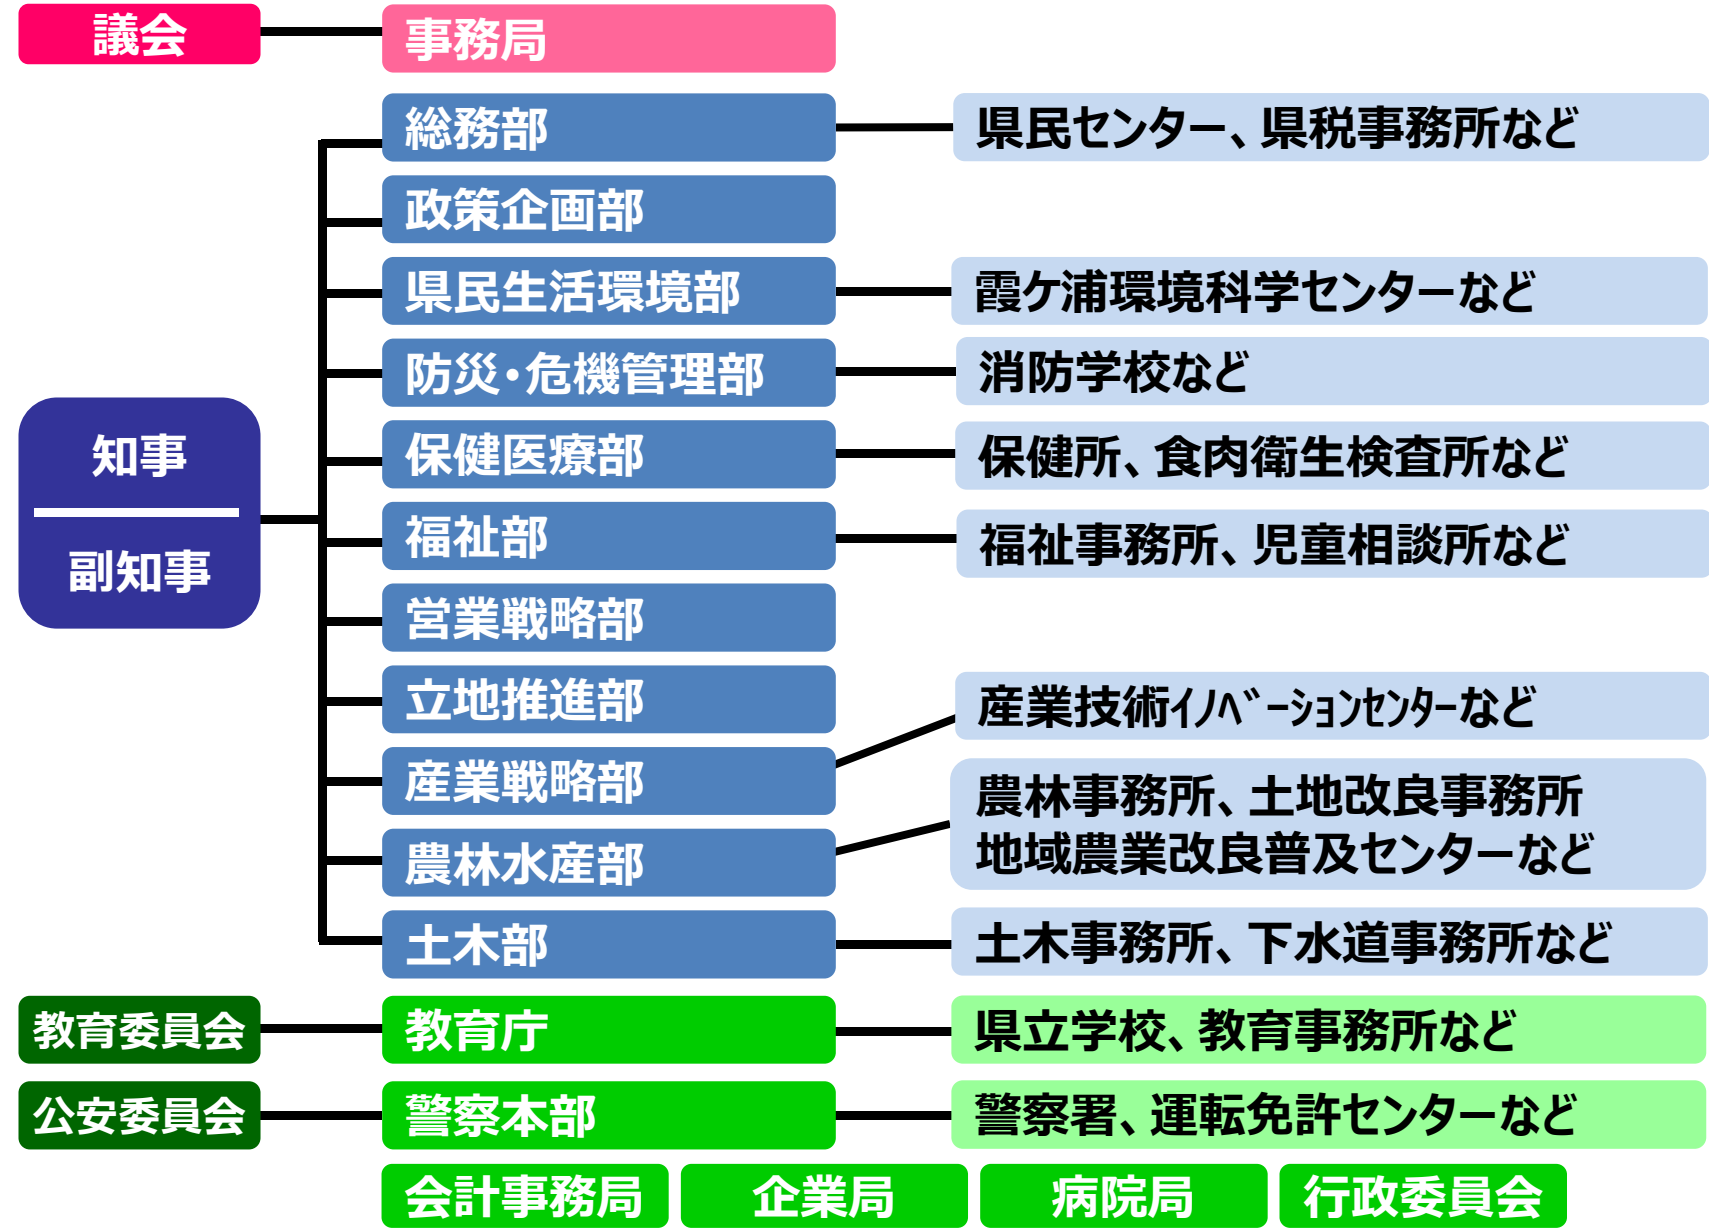 議会
事務局
総務部
県民センター、県税事務所など
政策企画部
県民生活環境部
霞ケ浦環境科学センターなど
防災・危機管理部
消防学校など
知事
副知事
保健医療部
保健所、食肉衛生検査所など
福祉部
福祉事務所、児童相談所など
営業戦略部
立地推進部
産業戦略部
産業技術ｲﾉﾍﾞｰｼｮﾝｾﾝﾀｰなど
農林水産部
農林事務所、土地改良事務所
地域農業改良普及センターなど
土木部
土木事務所、下水道事務所など
教育委員会
教育庁
県立学校、教育事務所など
公安委員会
警察本部
警察署、運転免許センターなど
会計事務局
企業局
病院局
行政委員会